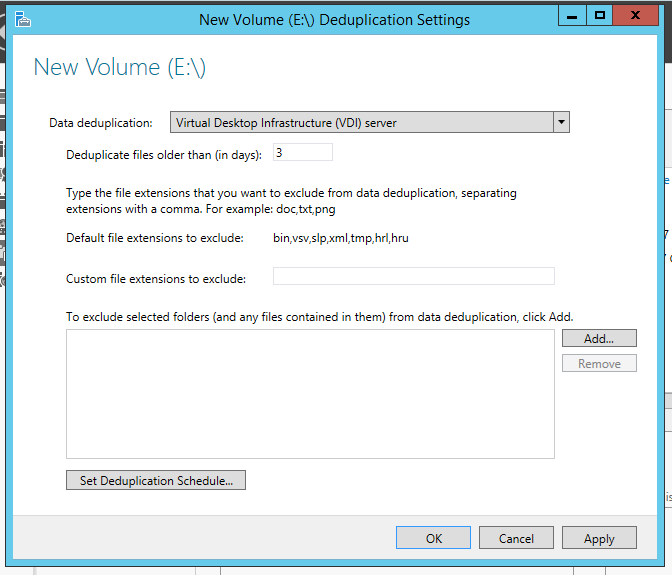 New Volume (E:\) Deduplication Settings
New Volume (E:\)
Data deduplication: Virtual Desktop Infrastructure (VDI) server
Deduplicate files older than (in days): 3
Type the file extensions that you want to exclude from data deduplication, separating
extensions with a comma. For example: doc,txt,png
Default file extensions to exclude: bin,vsv,slp,xml,tmp,hrl,hru
Custom file extensions to exclude:
To exclude selected folders (and any files contained in them) from data deduplication, click Add.
Add...
Remove
Set Deduplication Schedule...
OK Cancel Apply